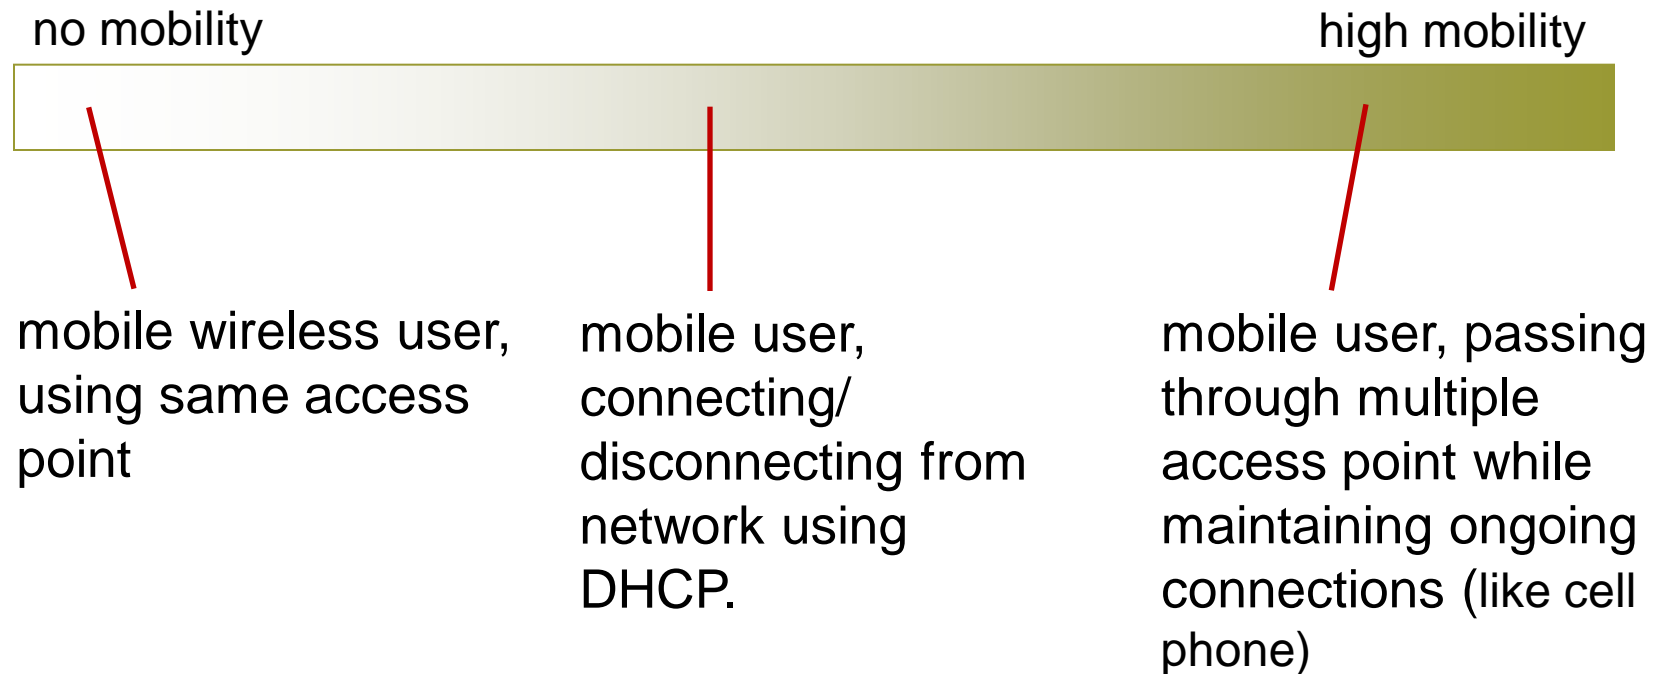 no mobility
high mobility
mobile wireless user,
using same access
point
mobile user,
connecting/
disconnecting from
network using
DHCP.
mobile user, passing
through multiple
access point while
maintaining ongoing
connections (like cell
phone)